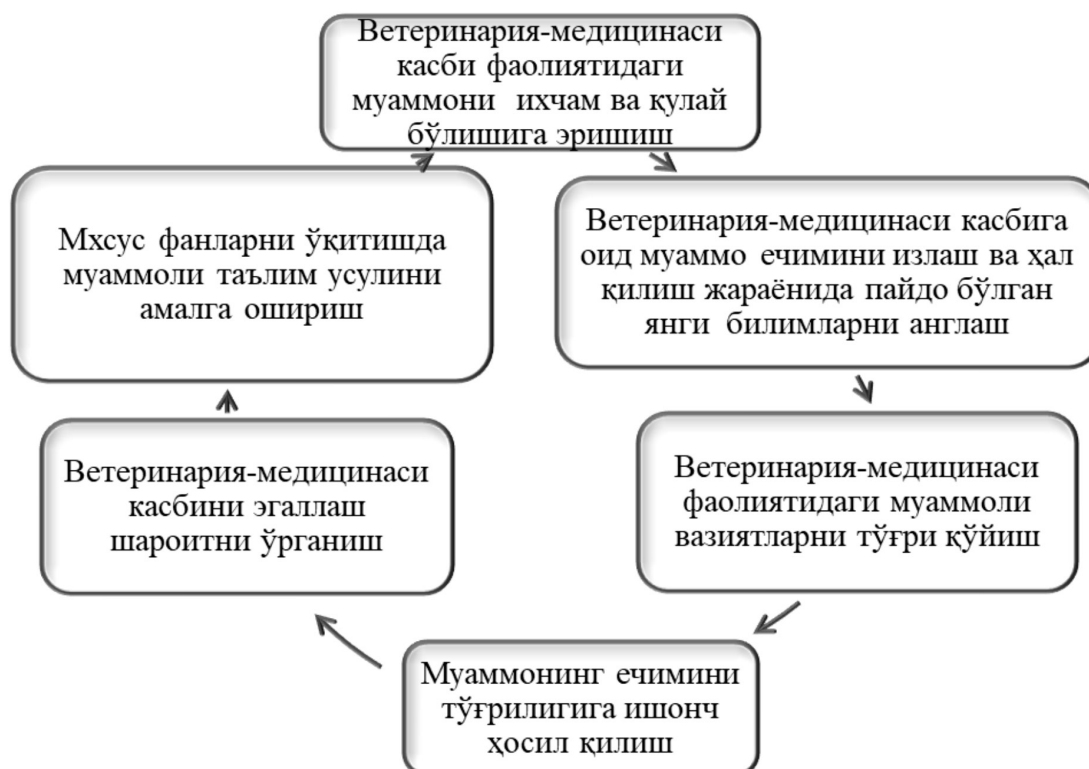 Ветеринария-медицинаси
касби фаолиятидаги
муаммони ихчам ва қулай
бўлишига эришиш
Ветеринария-медицинаси касбига
оид муаммо ечимини излаш ва ҳал
қилиш жараёнида пайдо бўлган
янги билимларни англаш
Ветеринария-медицинаси
фаолиятидаги муаммоли
вазиятларни тўғри қўйиш
Муаммонинг ечимини
тўғрилигига ишонч
ҳосил қилиш
Ветеринария-медицинаси
касбини эгаллаш
шароитни ўрганиш
Мхсус фанларни ўқитишда
муаммоли таълим усулини
амалга ошириш